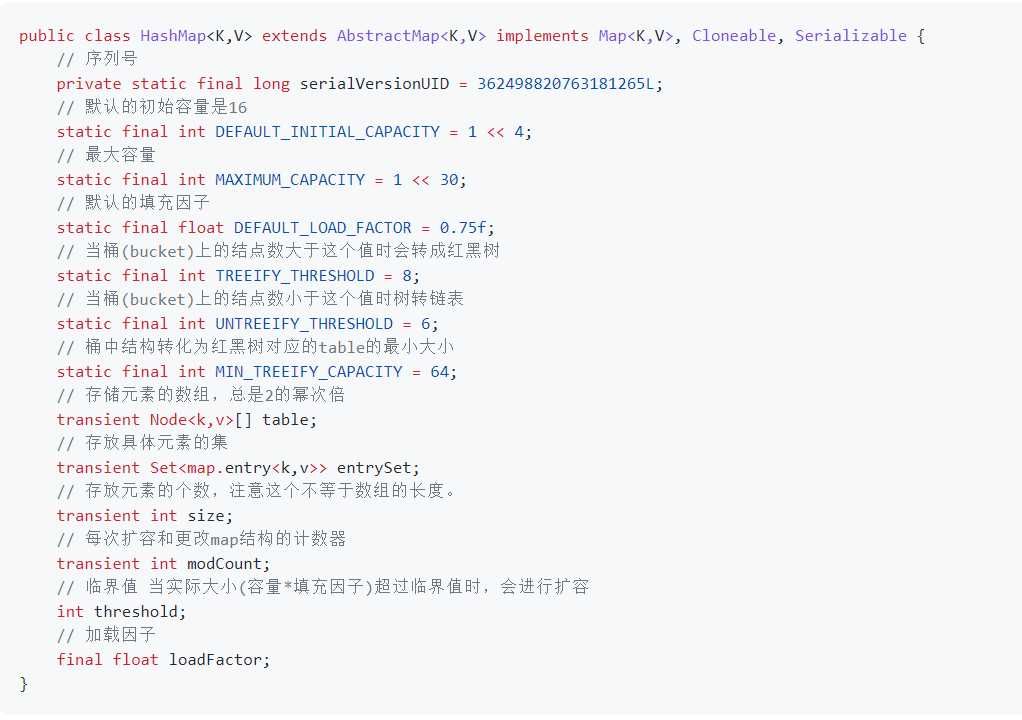 public class HashMap<K,V> extends AbstractMap<K,V> implements Map<K,V>, Cloneable, Serializable {
    // 序列号
    private static final long serialVersionUID = 362498820763181265L;
    // 默认的初始容量是16
    static final int DEFAULT_INITIAL_CAPACITY = 1 << 4;
    // 最大容量
    static final int MAXIMUM_CAPACITY = 1 << 30;
    // 默认的填充因子
    static final float DEFAULT_LOAD_FACTOR = 0.75f;
    // 当桶(bucket)上的结点数大于这个值时会转成红黑树
    static final int TREEIFY_THRESHOLD = 8;
    // 当桶(bucket)上的结点数小于这个值时树转链表
    static final int UNTREEIFY_THRESHOLD = 6;
    // 桶中结构转化为红黑树对应的table的最小大小
    static final int MIN_TREEIFY_CAPACITY = 64;
    // 存储元素的数组，总是2的幂次倍
    transient Node<k,v>[] table;
    // 存放具体元素的集
    transient Set<map.entry<k,v>> entrySet;
    // 存放元素的个数，注意这个不等于数组的长度。
    transient int size;
    // 每次扩容和更改map结构的计数器
    transient int modCount;
    // 临界值 当实际大小(容量*填充因子)超过临界值时，会进行扩容
    int threshold;
    // 加载因子
    final float loadFactor;
}